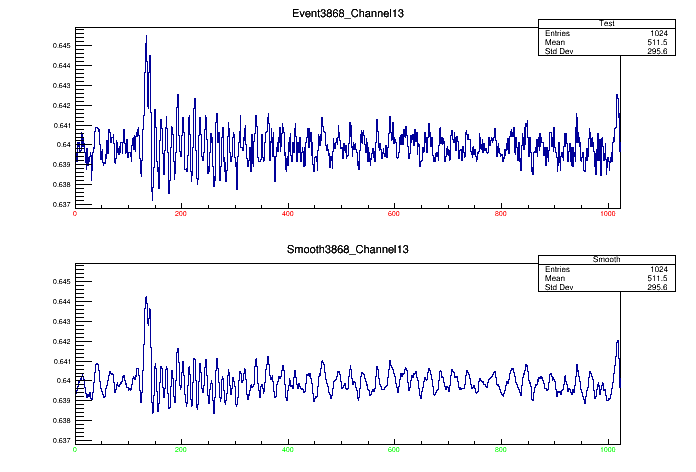 Event3868_Channel13
Test
Entries 1024
Mean 511.5
Std Dev 295.6
0.645
0.644
0.643
0.642
0.641
0.64
0.639
0.638
0.637
0 200 400 600 800 1000
Smooth3868_Channel13
Smooth
Entries 1024
Mean 511.5
Std Dev 295.6
0.645
0.644
0.643
0.642
0.641
0.64
0.639
0.638
0.637
0 200 400 600 800 1000